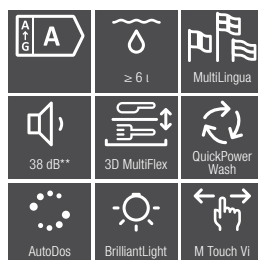 A
↑
G
A
≥ 6 ι
MultiLingua
38 dB**
3D MultiFlex
QuickPower
Wash
AutoDos
BrilliantLight
M Touch Vi